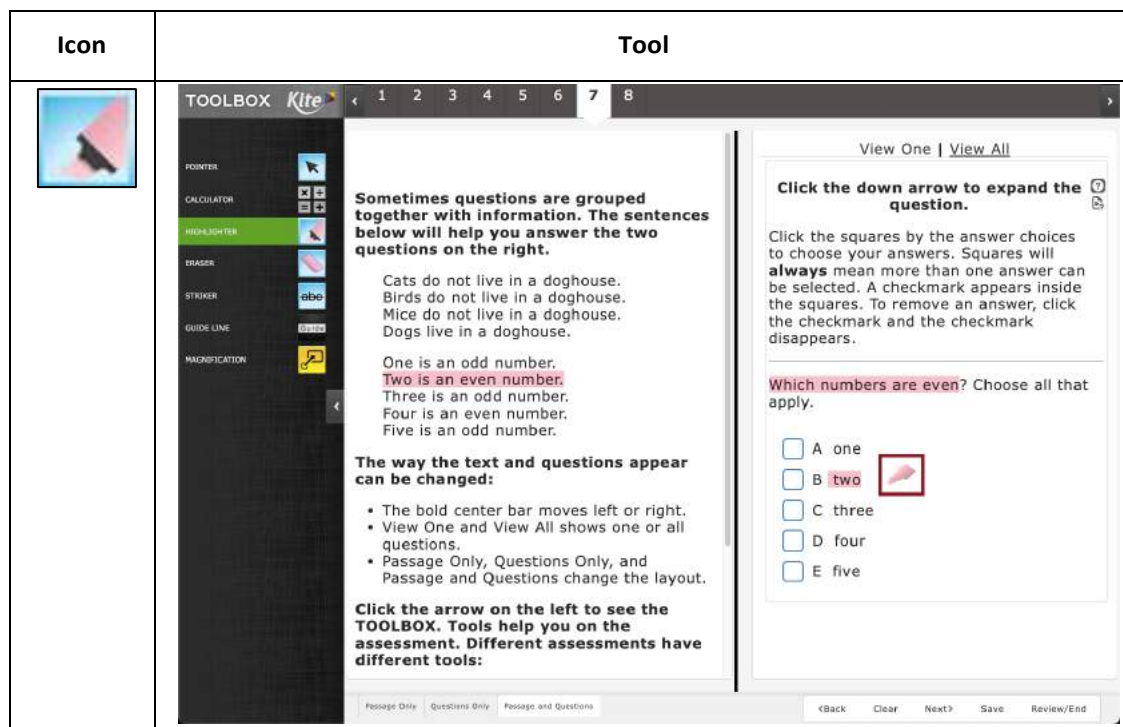 Icon
Tool
TOOLBOX Kite
1 2 3 4 5 6 7 8
POINTER
CALCULATOR
HIGHLIGHTER
ERASER
STRIKER
abc
GUIDE LINE
Guide
MAGNIFICATION
Sometimes questions are grouped
together with information. The sentences
below will help you answer the two
questions on the right.
Cats do not live in a doghouse.
Birds do not live in a doghouse.
Mice do not live in a doghouse.
Dogs live in a doghouse.
One is an odd number.
Two is an even number.
Three is an odd number.
Four is an even number.
Five is an odd number.
The way the text and questions appear
can be changed:
• The bold center bar moves left or right.
• View One and View All shows one or all
questions.
• Passage Only, Questions Only, and
Passage and Questions change the layout.
Click the arrow on the left to see the
TOOLBOX. Tools help you on the
assessment. Different assessments have
different tools:
View One | View All
Click the down arrow to expand the
question.
Click the squares by the answer choices
to choose your answers. Squares will
always mean more than one answer can
be selected. A checkmark appears inside
the squares. To remove an answer, click
the checkmark and the checkmark
disappears.
Which numbers are even? Choose all that
apply.
A one
B two
C three
D four
E five
Passage Only Questions Only Passage and Questions
<Back Clear Next> Save Review/End